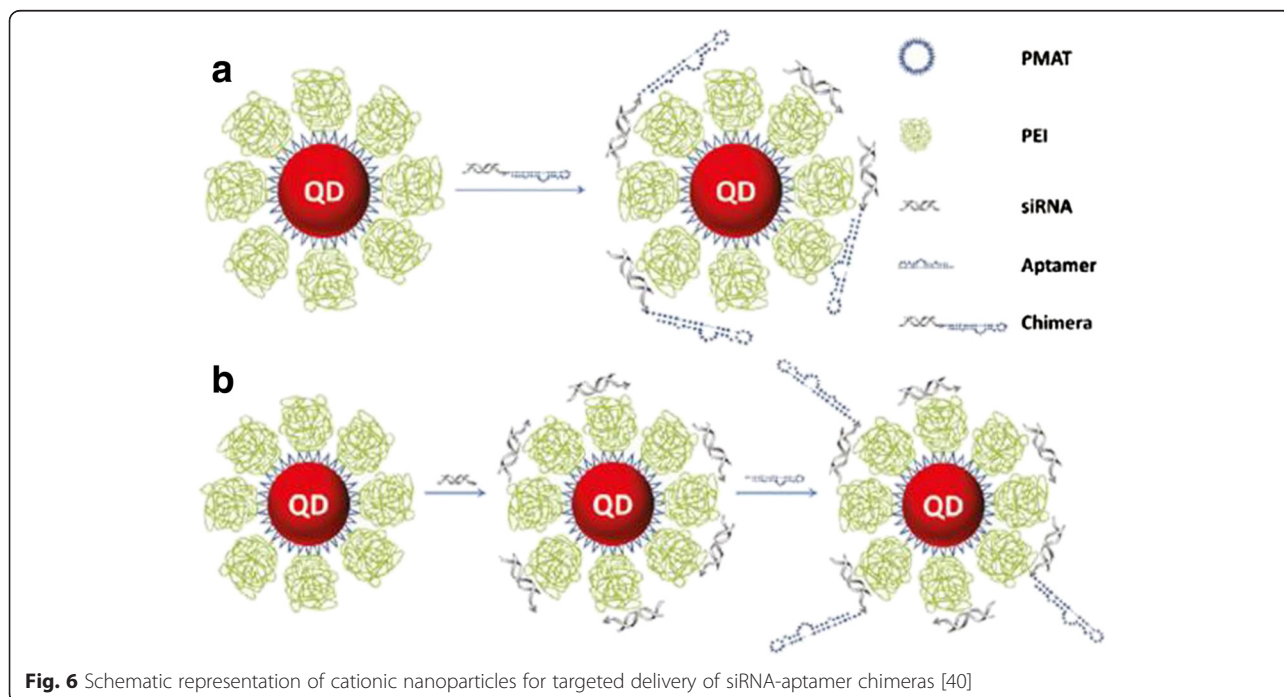 a
QD
QD
PMAT
PEI
siRNA
Aptamer
Chimera
b
QD
QD
QD
Fig. 6 Schematic representation of cationic nanoparticles for targeted delivery of siRNA-aptamer chimeras [40]